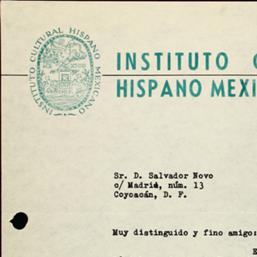 INSTITUTO CULTURAL HISPANO MEXICANO
INSTITUTO
HISPANO MEXI
Sr. D. Salvador Novo
c/ Madrid, núm. 13
Coyoacán, D. F.
Muy distinguido y fino amigo: